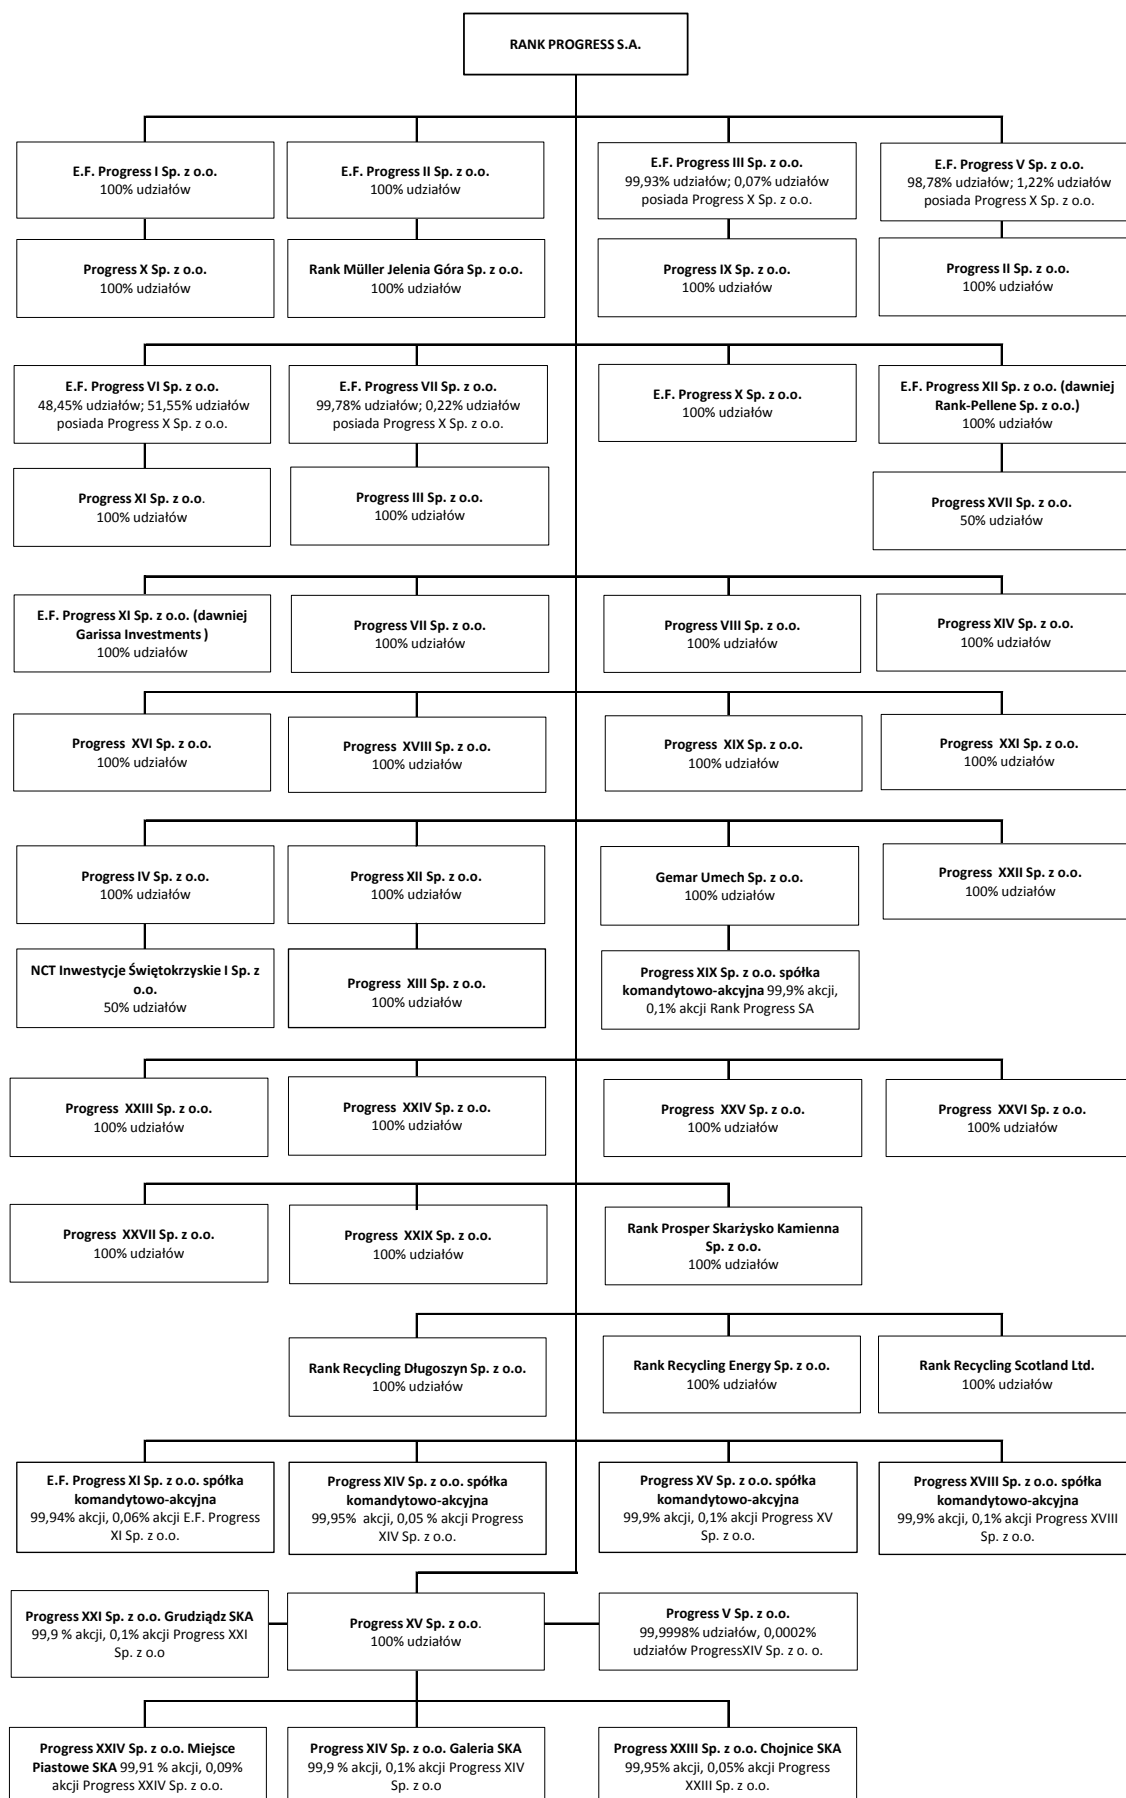 RANK PROGRESS S.A.
E.F. Progress I Sp. z o.o.
100% udziałów
E.F. Progress II Sp. z o.o.
100% udziałów
E.F. Progress III Sp. z o.o.
99,93% udziałów; 0,07% udziałów
posiada Progress X Sp. z o.o.
E.F. Progress V Sp. z o.o.
98,78% udziałów; 1,22% udziałów
posiada Progress X Sp. z o.o.
Progress X Sp. z o.o.
100% udziałów
Rank Müller Jelenia Góra Sp. z o.o.
100% udziałów
Progress IX Sp. z o.o.
100% udziałów
Progress II Sp. z o.o.
100% udziałów
E.F. Progress VI Sp. z o.o.
48,45% udziałów; 51,55% udziałów
posiada Progress X Sp. z o.o.
E.F. Progress VII Sp. z o.o.
99,78% udziałów; 0,22% udziałów
posiada Progress X Sp. z o.o.
E.F. Progress X Sp. z o.o.
100% udziałów
E.F. Progress XII Sp. z o.o. (dawniej
Rank-Pellene Sp. z o.o.)
100% udziałów
Progress XI Sp. z o.o.
100% udziałów
Progress III Sp. z o.o.
100% udziałów
Progress XVII Sp. z o.o.
50% udziałów
E.F. Progress XI Sp. z o.o. (dawniej
Garissa Investments )
100% udziałów
Progress VII Sp. z o.o.
100% udziałów
Progress VIII Sp. z o.o.
100% udziałów
Progress XIV Sp. z o.o.
100% udziałów
Progress XVI Sp. z o.o.
100% udziałów
Progress XVIII Sp. z o.o.
100% udziałów
Progress XIX Sp. z o.o.
100% udziałów
Progress XXI Sp. z o.o.
100% udziałów
Progress IV Sp. z o.o.
100% udziałów
Progress XII Sp. z o.o.
100% udziałów
Gemar Umech Sp. z o.o.
100% udziałów
Progress XXII Sp. z o.o.
100% udziałów
NCT Inwestycje Świętokrzyskie I Sp. z
o.o.
50% udziałów
Progress XIII Sp. z o.o.
100% udziałów
Progress XIX Sp. z o.o. spółka
komandytowo-akcyjna 99,9% akcji,
0,1% akcji Rank Progress SA
Progress XXIII Sp. z o.o.
100% udziałów
Progress XXIV Sp. z o.o.
100% udziałów
Progress XXV Sp. z o.o.
100% udziałów
Progress XXVI Sp. z o.o.
100% udziałów
Progress XXVII Sp. z o.o.
100% udziałów
Progress XXIX Sp. z o.o.
100% udziałów
Rank Prosper Skarżysko Kamienna
Sp. z o.o.
100% udziałów
Rank Recycling Długoszyn Sp. z o.o.
100% udziałów
Rank Recycling Energy Sp. z o.o.
100% udziałów
Rank Recycling Scotland Ltd.
100% udziałów
E.F. Progress XI Sp. z o.o. spółka
komandytowo-akcyjna
99,94% akcji, 0,06% akcji E.F. Progress
XI Sp. z o.o.
Progress XIV Sp. z o.o. spółka
komandytowo-akcyjna
99,95% akcji, 0,05 % akcji Progress
XIV Sp. z o.o.
Progress XV Sp. z o.o. spółka
komandytowo-akcyjna
99,9% akcji, 0,1% akcji Progress XV
Sp. z o.o.
Progress XVIII Sp. z o.o. spółka
komandytowo-akcyjna
99,9% akcji, 0,1% akcji Progress XVIII
Sp. z o.o.
Progress XXI Sp. z o.o. Grudziądz SKA
99,9 % akcji, 0,1% akcji Progress XXI
Sp. z o.o
Progress XV Sp. z o.o.
100% udziałów
Progress V Sp. z o.o.
99,9998% udziałów, 0,0002%
udziałów ProgressXIV Sp. z o. o.
Progress XXIV Sp. z o.o. Miejsce
Piastowe SKA 99,91 % akcji, 0,09%
akcji Progress XXIV Sp. z o.o.
Progress XIV Sp. z o.o. Galeria SKA
99,9 % akcji, 0,1% akcji Progress XIV
Sp. z o.o
Progress XXIII Sp. z o.o. Chojnice SKA
99,95% akcji, 0,05% akcji Progress
XXIII Sp. z o.o.